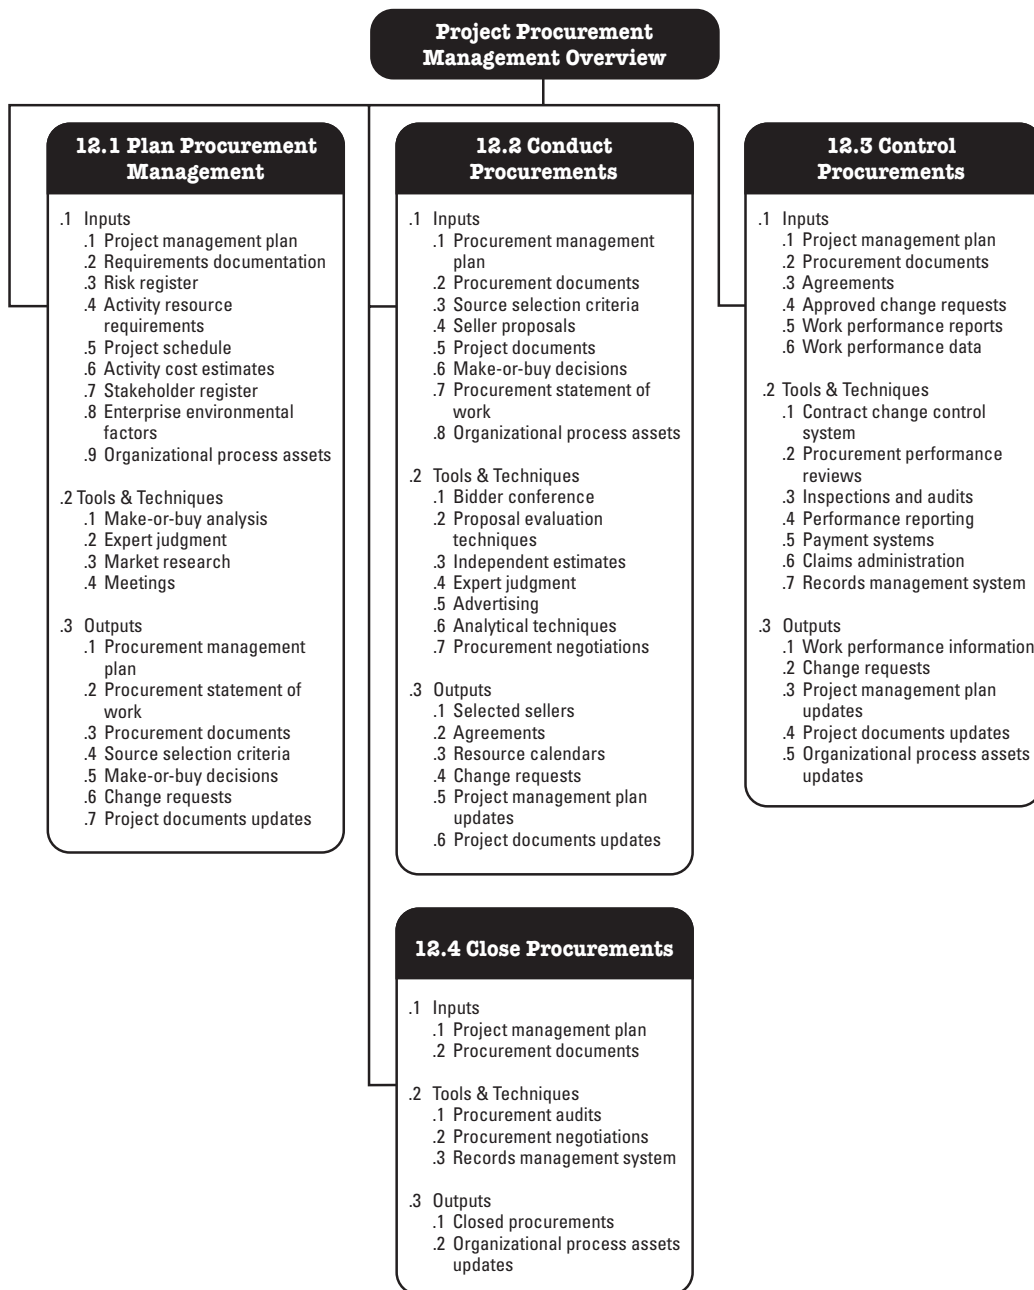 Project Procurement
Management Overview
12.1 Plan Procurement
Management
.1 Inputs
.1 Project management plan
.2 Requirements documentation
.3 Risk register
.4 Activity resource
requirements
.5 Project schedule
.6 Activity cost estimates
.7 Stakeholder register
.8 Enterprise environmental
factors
.9 Organizational process assets
.2 Tools & Techniques
.1 Make-or-buy analysis
.2 Expert judgment
.3 Market research
.4 Meetings
.3 Outputs
.1 Procurement management
plan
.2 Procurement statement of
work
.3 Procurement documents
.4 Source selection criteria
.5 Make-or-buy decisions
.6 Change requests
.7 Project documents updates
12.2 Conduct
Procurements
.1 Inputs
.1 Procurement management
plan
.2 Procurement documents
.3 Source selection criteria
.4 Seller proposals
.5 Project documents
.6 Make-or-buy decisions
.7 Procurement statement of
work
.8 Organizational process assets
.2 Tools & Techniques
.1 Bidder conference
.2 Proposal evaluation
techniques
.3 Independent estimates
.4 Expert judgment
.5 Advertising
.6 Analytical techniques
.7 Procurement negotiations
.3 Outputs
.1 Selected sellers
.2 Agreements
.3 Resource calendars
.4 Change requests
.5 Project management plan
updates
.6 Project documents updates
12.3 Control
Procurements
.1 Inputs
.1 Project management plan
.2 Procurement documents
.3 Agreements
.4 Approved change requests
.5 Work performance reports
.6 Work performance data
.2 Tools & Techniques
.1 Contract change control
system
.2 Procurement performance
reviews
.3 Inspections and audits
.4 Performance reporting
.5 Payment systems
.6 Claims administration
.7 Records management system
.3 Outputs
.1 Work performance information
.2 Change requests
.3 Project management plan
updates
.4 Project documents updates
.5 Organizational process assets
updates
12.4 Close Procurements
.1 Inputs
.1 Project management plan
.2 Procurement documents
.2 Tools & Techniques
.1 Procurement audits
.2 Procurement negotiations
.3 Records management system
.3 Outputs
.1 Closed procurements
.2 Organizational process assets
updates